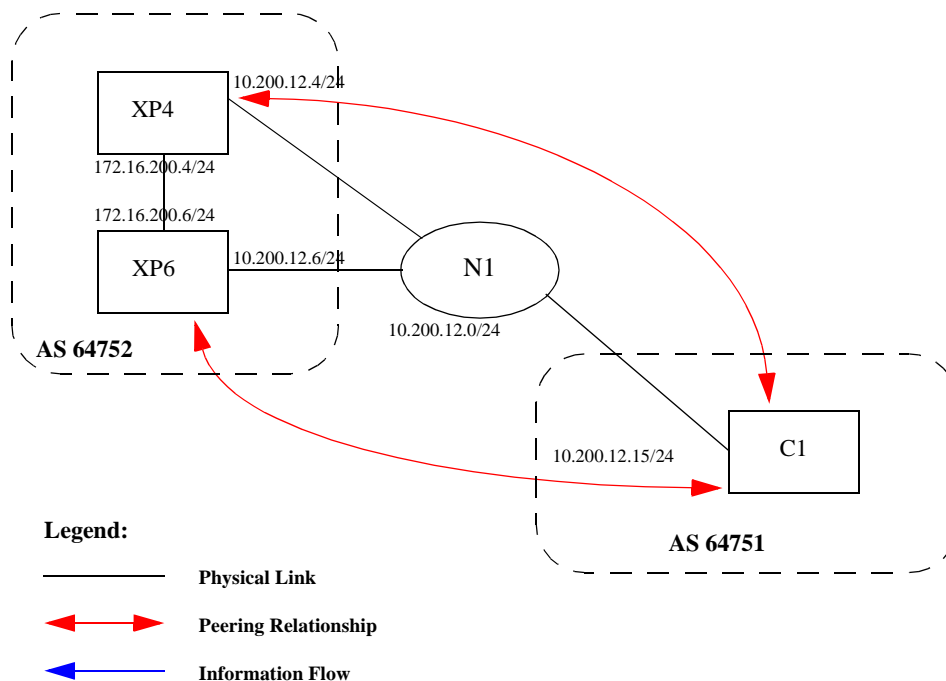 10.200.12.4/24
XP4
172.16.200.4/24
172.16.200.6/24
XP6
10.200.12.6/24
N1
10.200.12.0/24
AS 64752
C1
10.200.12.15/24
AS 64751
Legend:
Physical Link
Peering Relationship
Information Flow